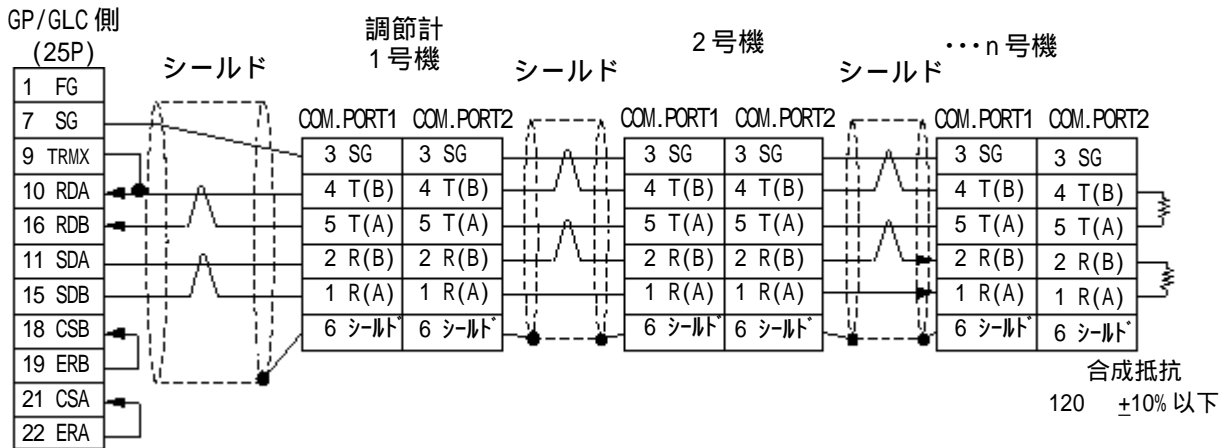 GP/GLC 側
(25P)
1 FG
7 SG
9 TRMX
10 RDA
16 RDB
11 SDA
15 SDB
18 CSB
19 ERB
21 CSA
22 ERA
シールド
調節計
1号機
COM.PORT1 COM.PORT2
3 SG 3 SG
4 T(B) 4 T(B)
5 T(A) 5 T(A)
2 R(B) 2 R(B)
1 R(A) 1 R(A)
6 シールド 6 シールド
シールド
2号機
COM.PORT1 COM.PORT2
3 SG 3 SG
4 T(B) 4 T(B)
5 T(A) 5 T(A)
2 R(B) 2 R(B)
1 R(A) 1 R(A)
6 シールド 6 シールド
シールド
・・・n号機
COM.PORT1 COM.PORT2
3 SG 3 SG
4 T(B) 4 T(B)
5 T(A) 5 T(A)
2 R(B) 2 R(B)
1 R(A) 1 R(A)
6 シールド 6 シールド
合成抵抗
120 ±10% 以下